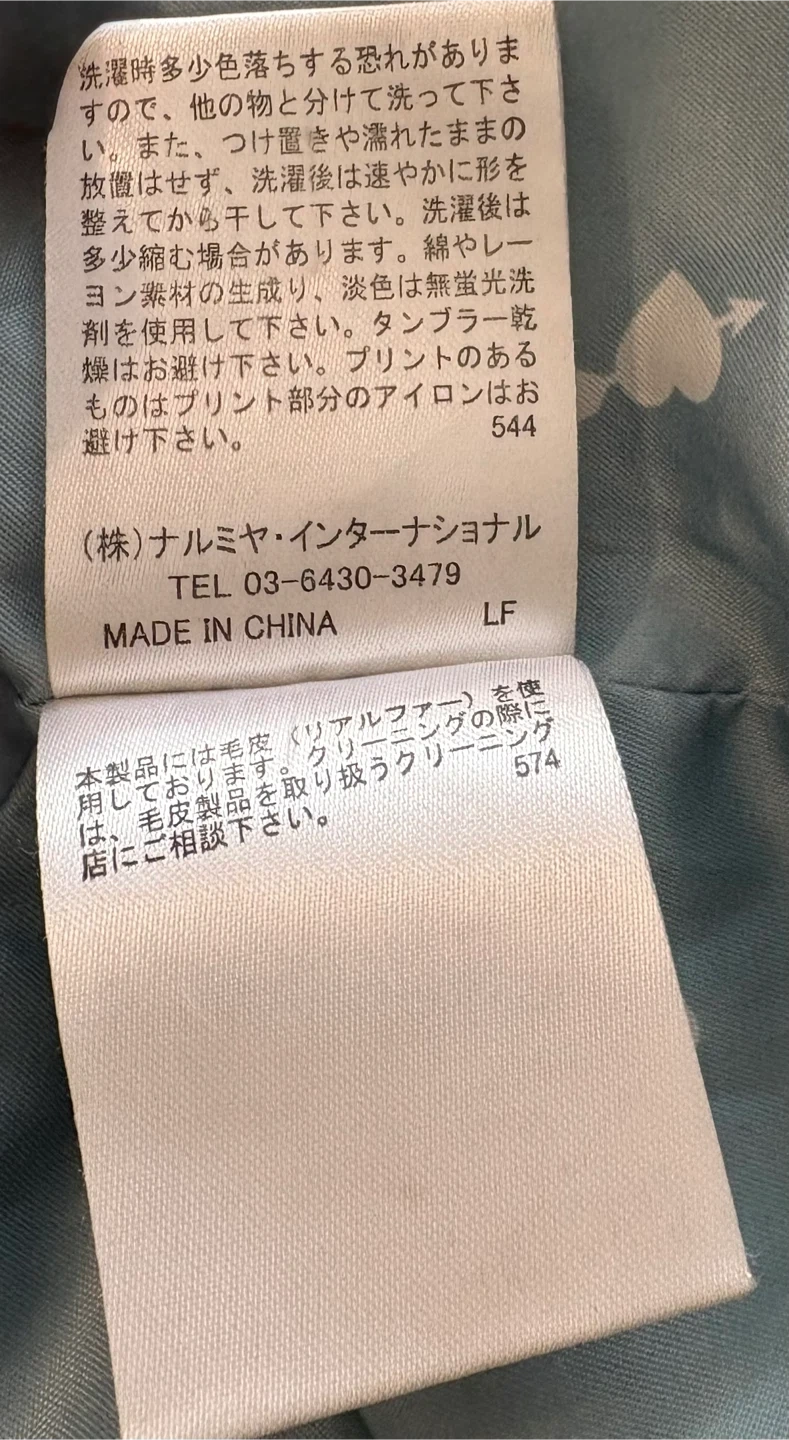 洗濯時多少色落ちする恐れがありま
すので、他の物と分けて洗って下さ
い。また、つけ置きや濡れたままの
放置はせず、洗濯後は速やかに形を
整えてから干して下さい。洗濯後は
多少縮む場合があります。綿やレー
ヨン素材の生成り、淡色は無蛍光洗
剤を使用して下さい。タンブラー乾
燥はお避け下さい。プリントのある
ものはプリント部分のアイロンはお
避け下さい。 544
(株)ナルミヤ・インターナショナル
TEL 03-6430-3479
MADE IN CHINA LF
本製品には毛皮（リアルファー）を使
用しております。クリーニングの際に
は、毛皮製品を取り扱うクリーニング
店にご相談下さい。 574